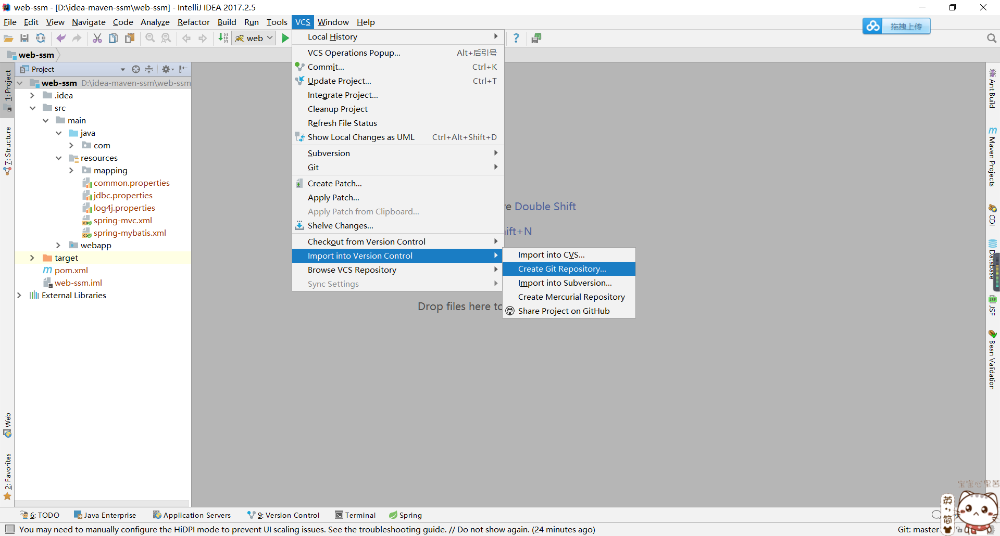 web-ssm - [D:\idea-maven-ssm\web-ssm] - IntelliJ IDEA 2017.2.5
File Edit View Navigate Code Analyze Refactor Build Run Tools VCS Window Help
拖拽上传
web
web-ssm
Project
web-ssm D:\idea-maven-ssm\web-ssm
.idea
src
main
java
com
resources
mapping
common.properties
jdbc.properties
log4j.properties
spring-mvc.xml
spring-mybatis.xml
webapp
target
pom.xml
web-ssm.iml
External Libraries
1: Project
7: Structure
Web
2: Favorites
Local History
VCS Operations Popup... Alt+后引号
Commit... Ctrl+K
Update Project... Ctrl+T
Integrate Project...
Cleanup Project
Refresh File Status
Show Local Changes as UML Ctrl+Alt+Shift+D
Subversion
Git
Create Patch...
Apply Patch...
Apply Patch from Clipboard...
Shelve Changes...
Checkout from Version Control
Import into Version Control
Browse VCS Repository
Sync Settings
Import into CVS...
Create Git Repository...
Import into Subversion...
Create Mercurial Repository
Share Project on GitHub
re Double Shift
ift+N
Drop files here to
Ant Build
Maven Projects
CDI
Database
JSF
Bean Validation
宝宝心里苦
英
简
6: TODO Java Enterprise Application Servers 9: Version Control Terminal Spring
You may need to manually configure the HiDPI mode to prevent UI scaling issues. See the troubleshooting guide. // Do not show again. (24 minutes ago) Git: master